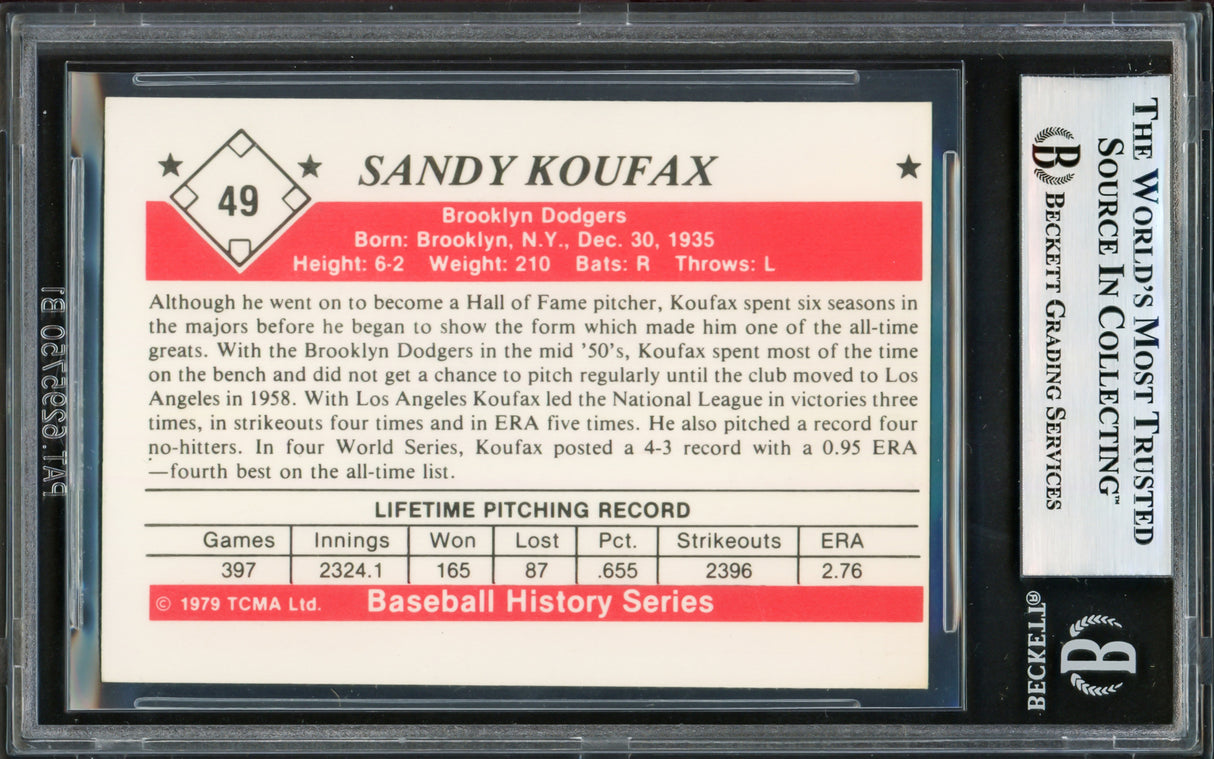 49
SANDY KOUFAX
Brooklyn Dodgers
Born: Brooklyn, N.Y., Dec. 30, 1935
Height: 6-2 Weight: 210 Bats: R Throws: L
Although he went on to become a Hall of Fame pitcher, Koufax spent six seasons in
the majors before he began to show the form which made him one of the all-time
greats. With the Brooklyn Dodgers in the mid '50's, Koufax spent most of the time
on the bench and did not get a chance to pitch regularly until the club moved to Los
Angeles in 1958. With Los Angeles Koufax led the National League in victories three
times, in strikeouts four times and in ERA five times. He also pitched a record four
no-hitters. In four World Series, Koufax posted a 4-3 record with a 0.95 ERA
—fourth best on the all-time list.
LIFETIME PITCHING RECORD
Games Innings Won Lost Pct. Strikeouts ERA
397 2324.1 165 87 .655 2396 2.76
© 1979 TCMA Ltd. Baseball History Series
THE WORLD'S MOST TRUSTED
SOURCE IN COLLECTING™
B BECKETT GRADING SERVICES
BECKETT®
B
PAT. 6295750 B1